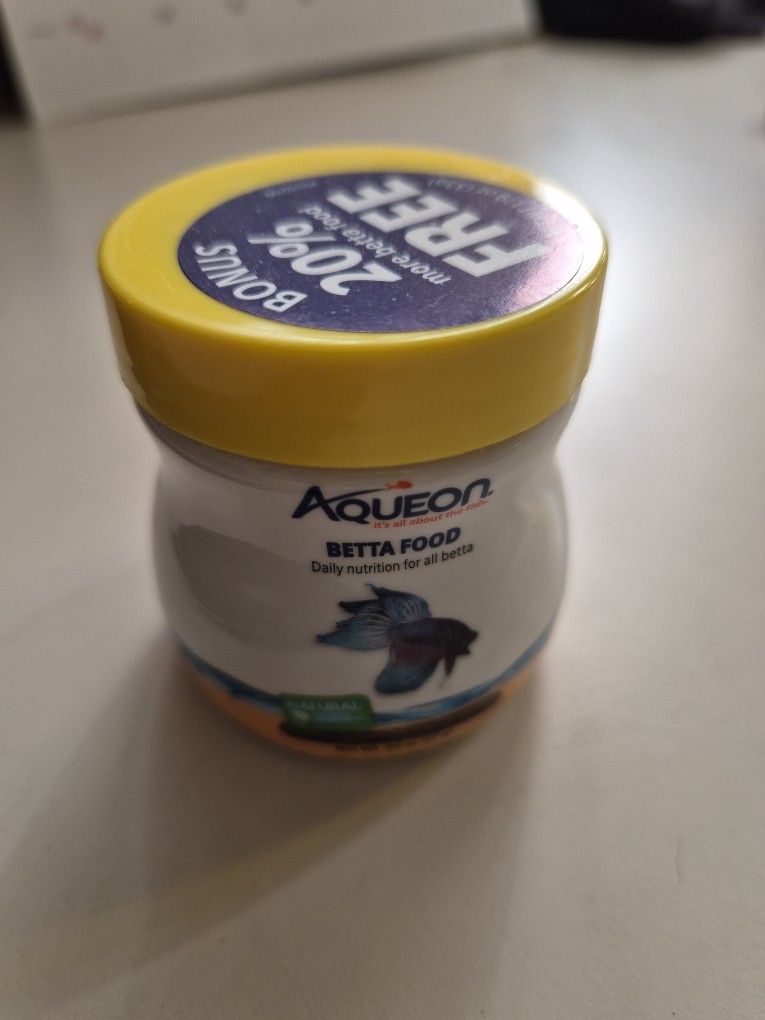 BONUS
20%
more betta food
FREE
AQUEON
it's all about the fish
BETTA FOOD
Daily nutrition for all betta
NATURAL